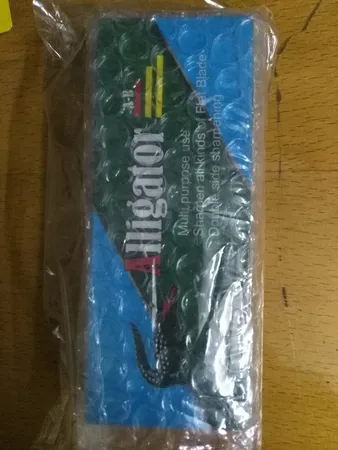 Alligator
Multi purpose use
Sharpen all kinds of Flat Blade
Double side sharpening